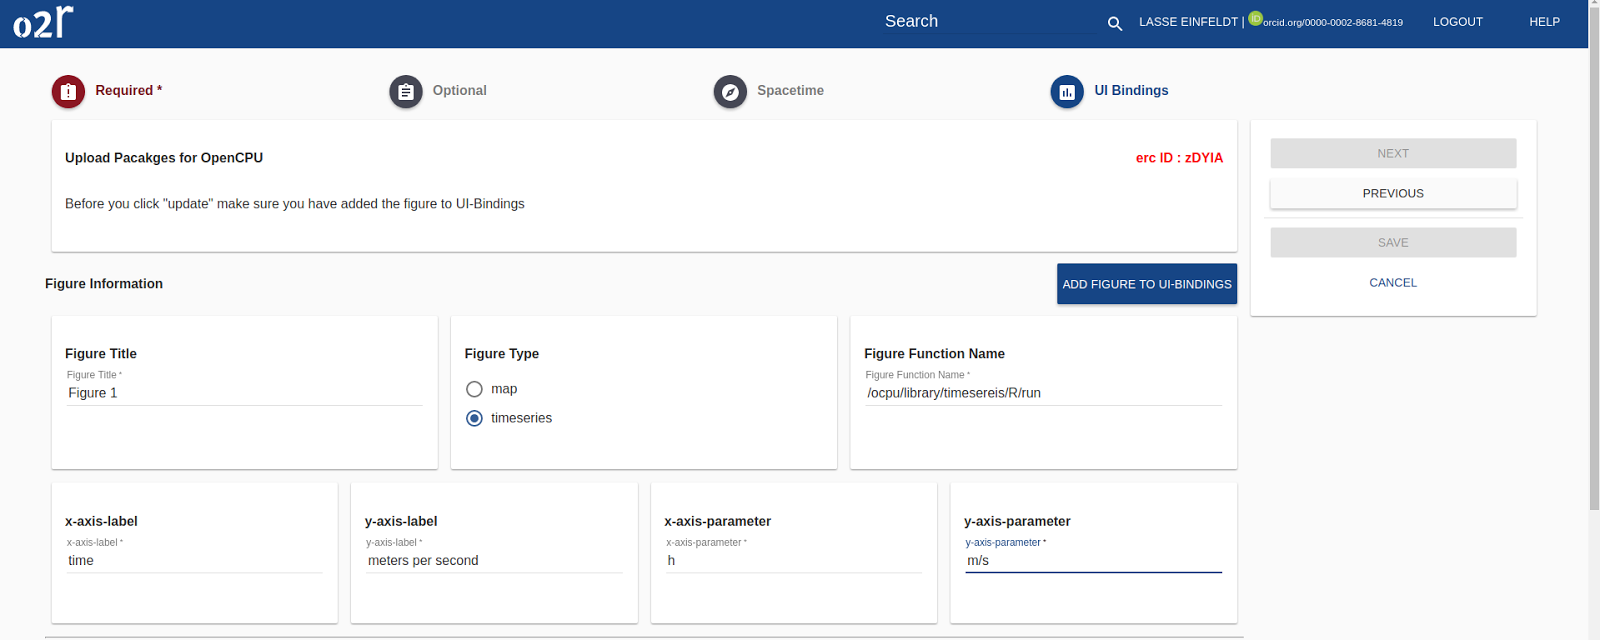 o2r
Search
LASSE EINFELDT | iD orcid.org/0000-0002-8681-4819
LOGOUT
HELP
Required *
Optional
Spacetime
UI Bindings
Upload Pacakges for OpenCPU
erc ID : zDYIA
Before you click "update" make sure you have added the figure to UI-Bindings
NEXT
PREVIOUS
SAVE
CANCEL
Figure Information
ADD FIGURE TO UI-BINDINGS
Figure Title
Figure Title *
Figure 1
Figure Type
map
timeseries
Figure Function Name
Figure Function Name *
/ocpu/library/timesereis/R/run
x-axis-label
x-axis-label *
time
y-axis-label
y-axis-label *
meters per second
x-axis-parameter
x-axis-parameter *
h
y-axis-parameter
y-axis-parameter *
m/s